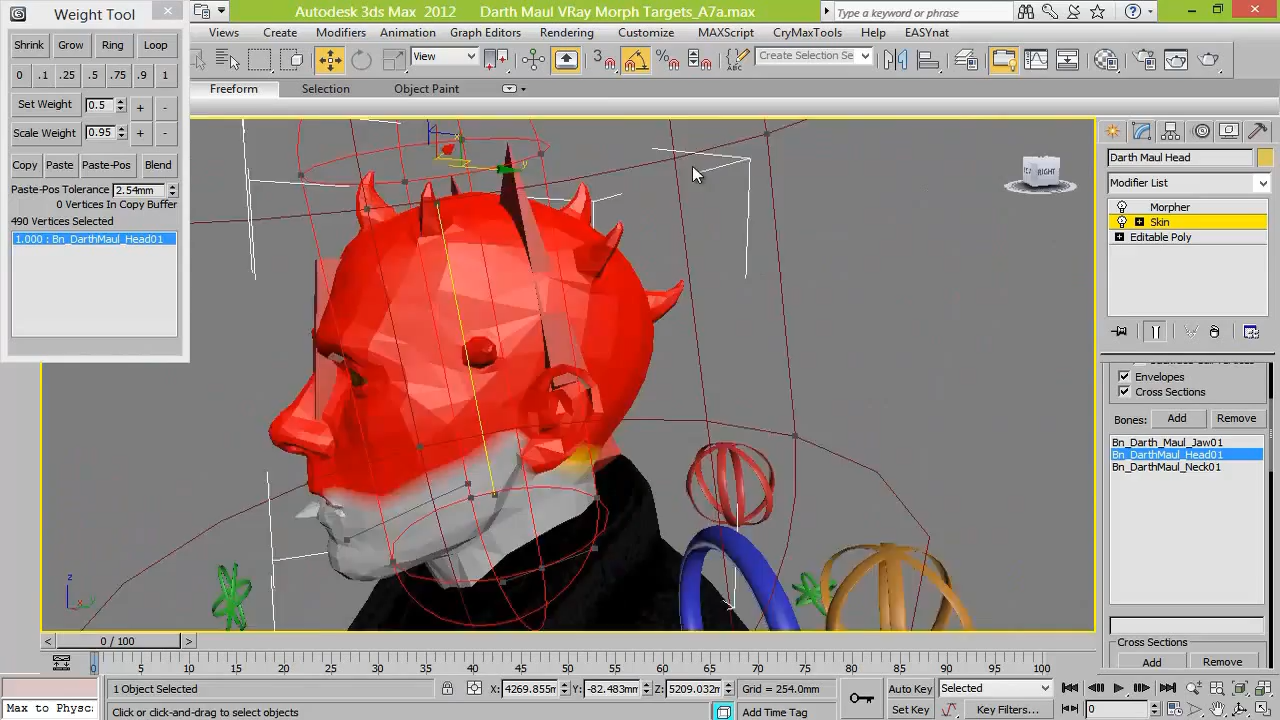 Weight Tool
Autodesk 3ds Max 2012 Darth Maul VRay Morph Targets_A7a.max
Type a keyword or phrase
Views Create Modifiers Animation Graph Editors Rendering Customize MAXScript CryMaxTools Help EASYnat
Shrink Grow Ring Loop
View
3
Create Selection Se
0 .1 .25 .5 .75 .9 1
Freeform Selection Object Paint
Set Weight 0.5 + -
Scale Weight 0.95 + -
Copy Paste Paste-Pos Blend
Paste-Pos Tolerance 2.54mm
0 Vertices In Copy Buffer
490 Vertices Selected
1.000 : Bn_DarthMaul_Head01
x
y
RIGHT
z
Darth Maul Head
Modifier List
Morpher
Skin
Editable Poly
Envelopes
Cross Sections
Bones: Add Remove
Bn_Darth_Maul_Jaw01
Bn_DarthMaul_Head01
Bn_DarthMaul_Neck01
Cross Sections
Add Remove
< 0 / 100 >
0 5 10 15 20 25 30 35 40 45 50 55 60 65 70 75 80 85 90 95 100
1 Object Selected X: 4269.855m Y: -82.483mm Z: 5209.032m Grid = 254.0mm Auto Key Selected
Max to Physc
Click or click-and-drag to select objects Add Time Tag Set Key Key Filters... 0